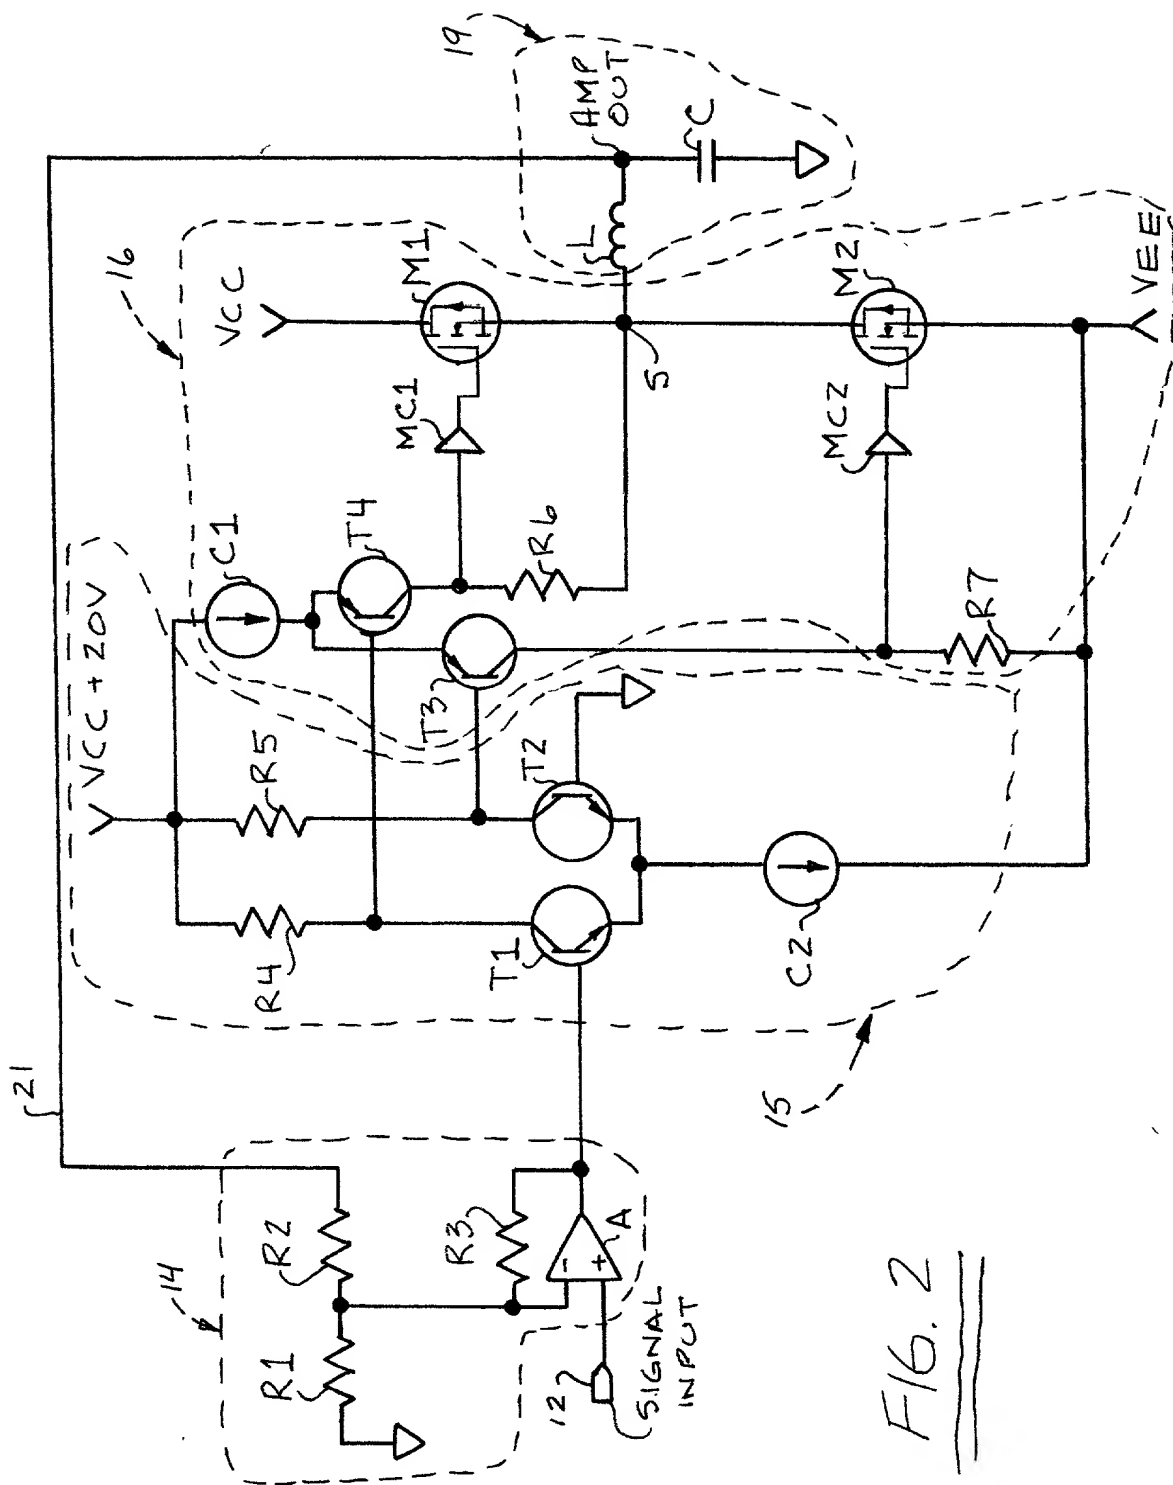 19
AMP
OUT
C
L
16
VCC
M1
MC1
S
M2
MC2
VEE
C1
T4
R6
R7
VCC + 20V
R5
T3
T2
R4
T1
C2
15
21
14
R2
R1
R3
A
-
+
12
SIGNAL
INPUT
FIG. 2